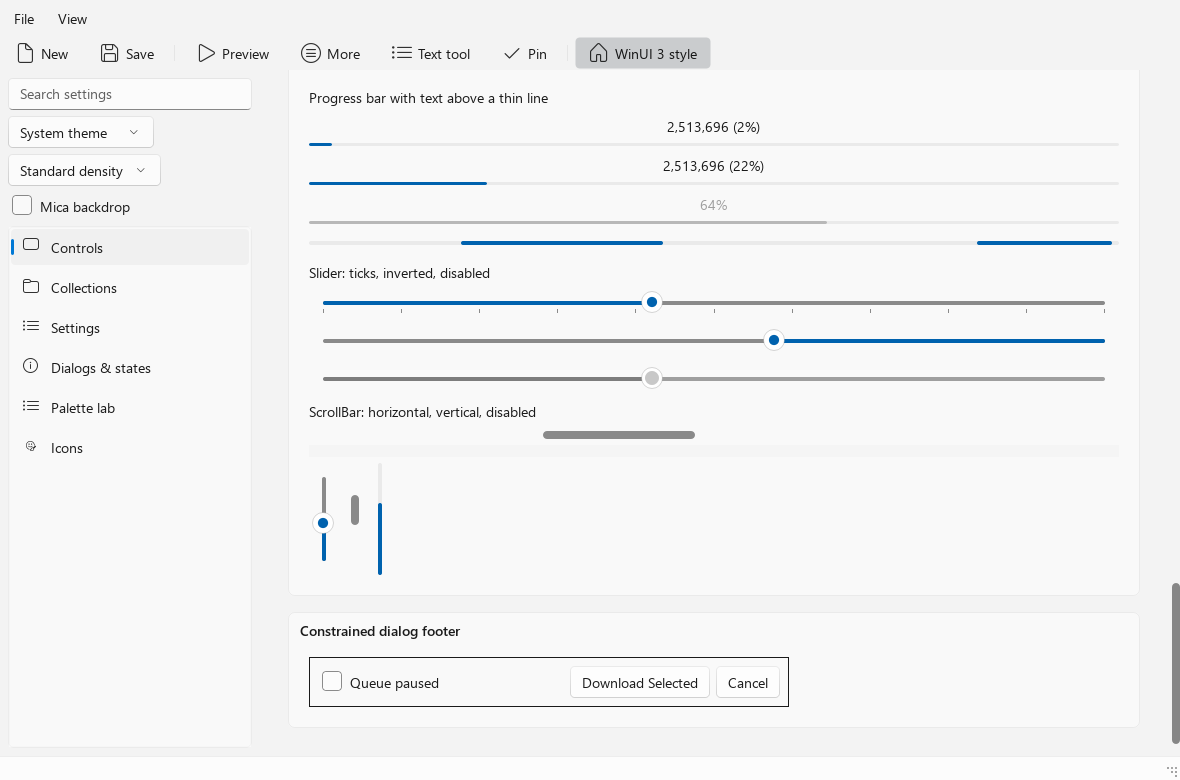 File View
New Save Preview More Text tool Pin WinUI 3 style
Search settings
System theme
Standard density
Mica backdrop
Controls
Collections
Settings
Dialogs & states
Palette lab
Icons
Progress bar with text above a thin line
2,513,696 (2%)
2,513,696 (22%)
64%
Slider: ticks, inverted, disabled
ScrollBar: horizontal, vertical, disabled
Constrained dialog footer
Queue paused Download Selected Cancel